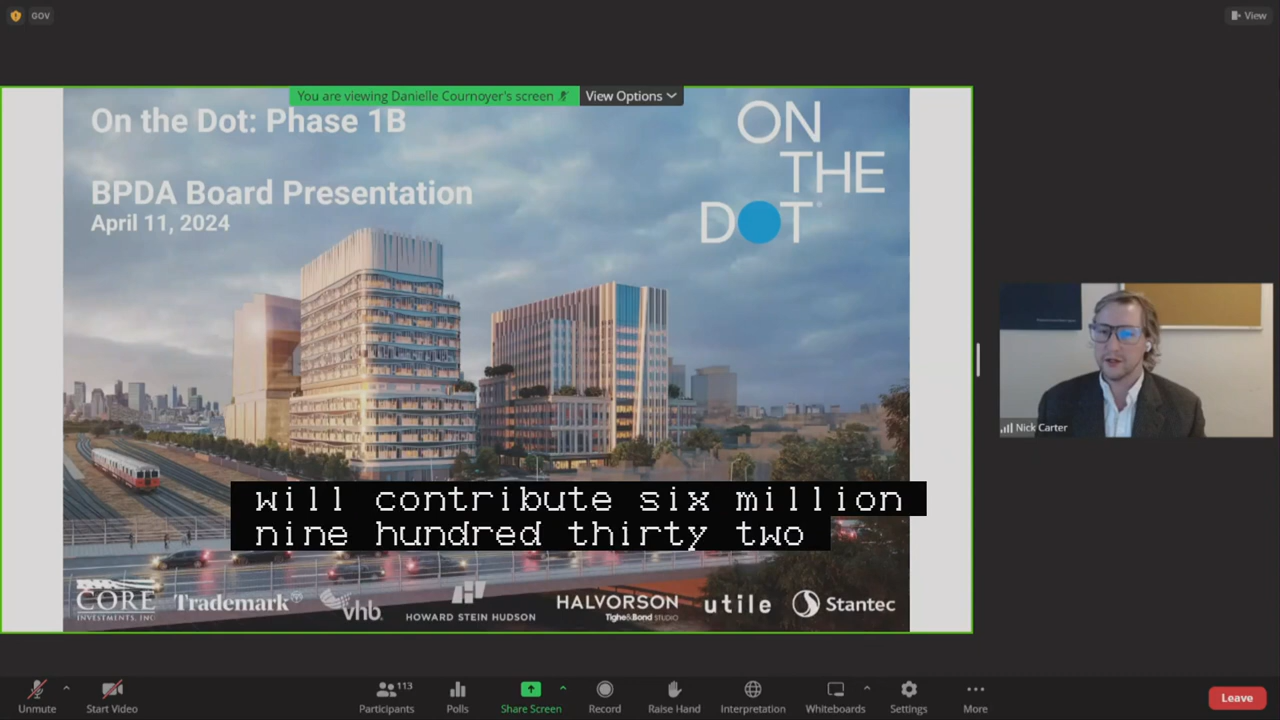 GOV
View
You are viewing Danielle Cournoyer's screen
View Options
On the Dot: Phase 1B
BPDA Board Presentation
April 11, 2024
ON
THE
DOT
Nick Carter
will contribute six million
nine hundred thirty two
CORE
INVESTMENTS, INC
Trademark
vhb
HOWARD STEIN HUDSON
HALVORSON
Tighe&Bond STUDIO
utile
Stantec
Unmute
Start Video
113
Participants
Polls
Share Screen
Record
Raise Hand
Interpretation
Whiteboards
Settings
More
Leave